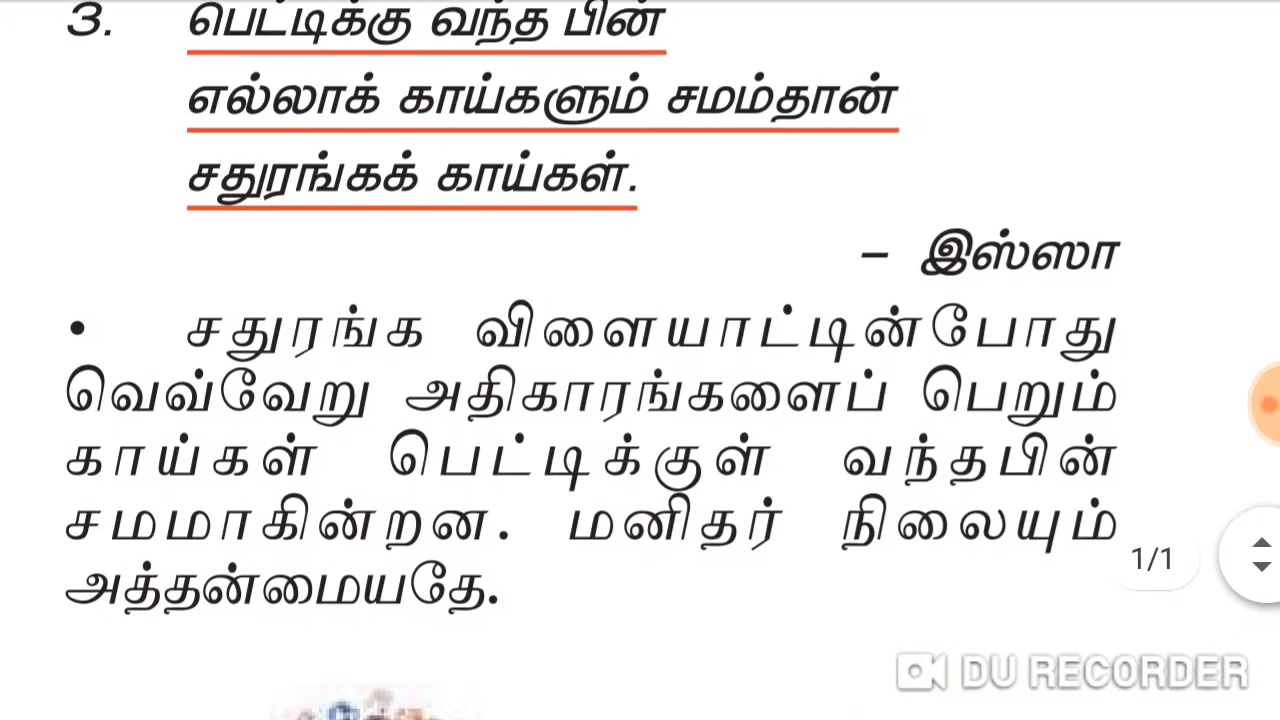 3. பெட்டிக்கு வந்த பின்
எல்லாக் காய்களும் சமம்தான்
சதுரங்கக் காய்கள்.
– இஸ்ஸா
• சதுரங்க விளையாட்டின்போது
வெவ்வேறு அதிகாரங்களைப் பெறும்
காய்கள் பெட்டிக்குள் வந்தபின்
சமமாகின்றன. மனிதர் நிலையும்
அத்தன்மையதே.
1/1
DU RECORDER